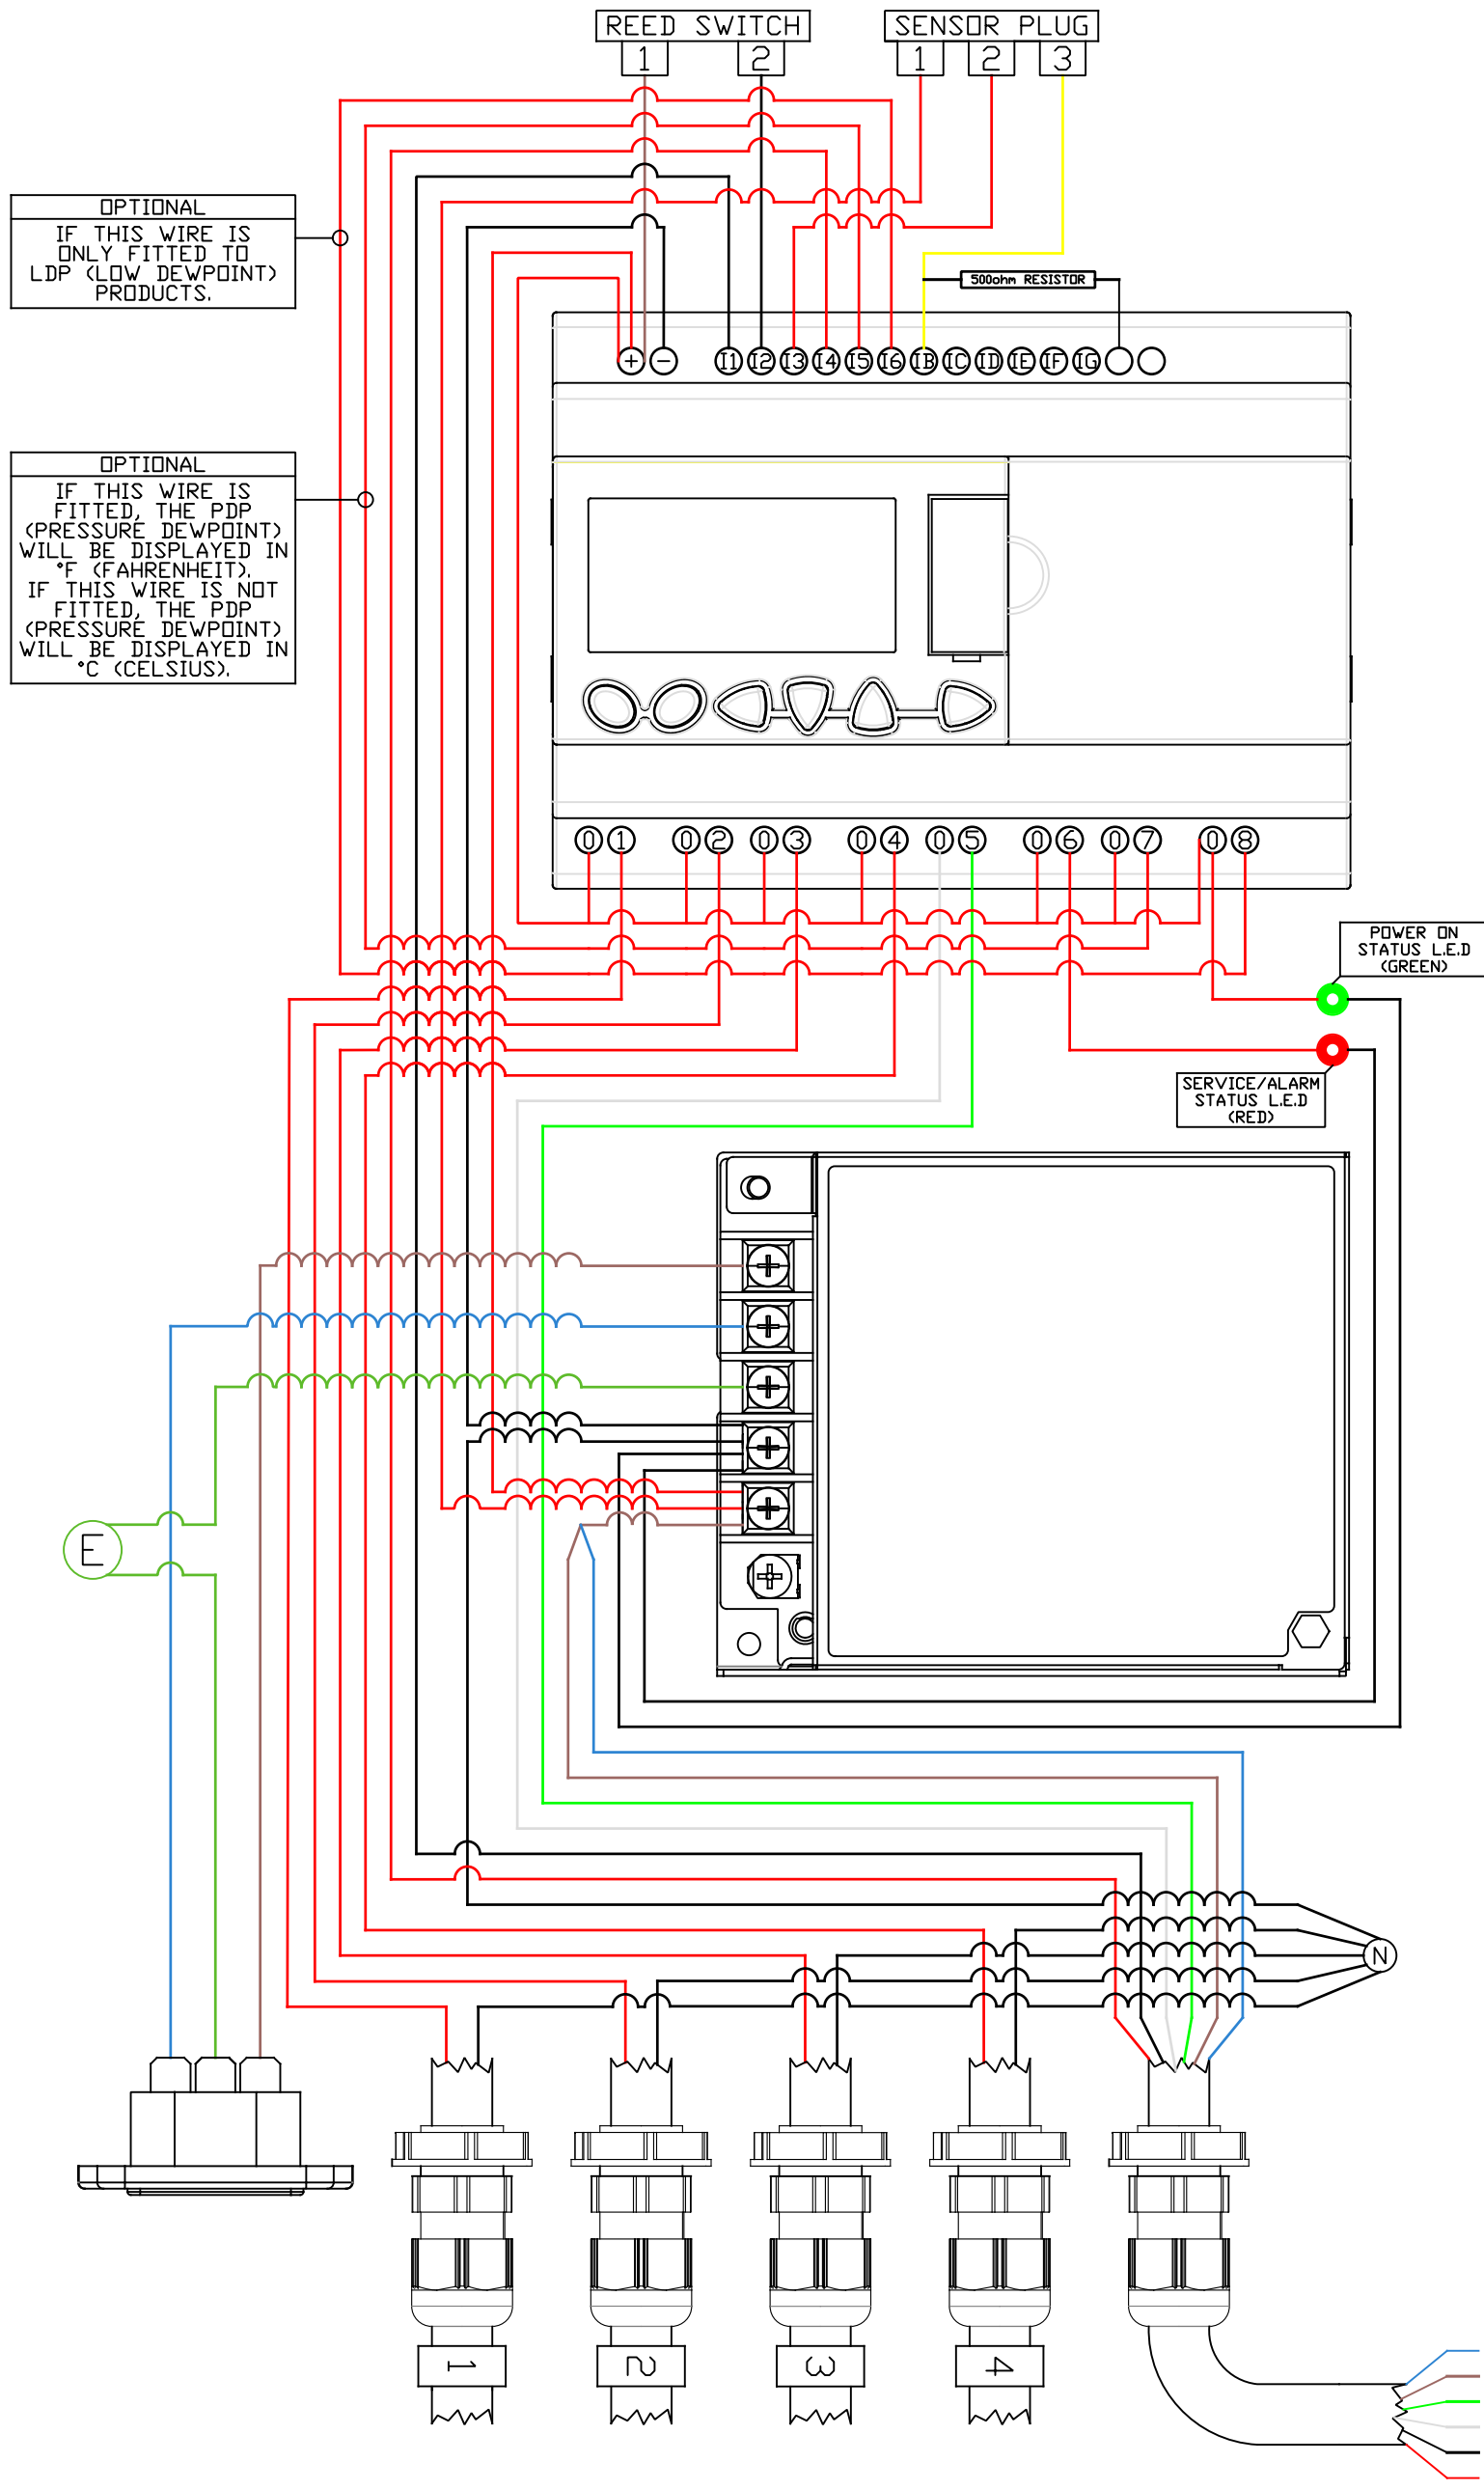 REED SWITCH
1 2
SENSOR PLUG
1 2 3
OPTIONAL
IF THIS WIRE IS
ONLY FITTED TO
LDP (LOW DEWPOINT)
PRODUCTS.
500ohm RESISTOR
+ - I1 I2 I3 I4 I5 I6 IB IC ID IE IF IG
OPTIONAL
IF THIS WIRE IS
FITTED, THE PDP
(PRESSURE DEWPOINT)
WILL BE DISPLAYED IN
°F (FAHRENHEIT).
IF THIS WIRE IS NOT
FITTED, THE PDP
(PRESSURE DEWPOINT)
WILL BE DISPLAYED IN
°C (CELSIUS).
0 1 0 2 0 3 0 4 0 5 0 6 0 7 0 8
POWER ON
STATUS L.E.D
(GREEN)
SERVICE/ALARM
STATUS L.E.D
(RED)
E
N
1 2 3 4